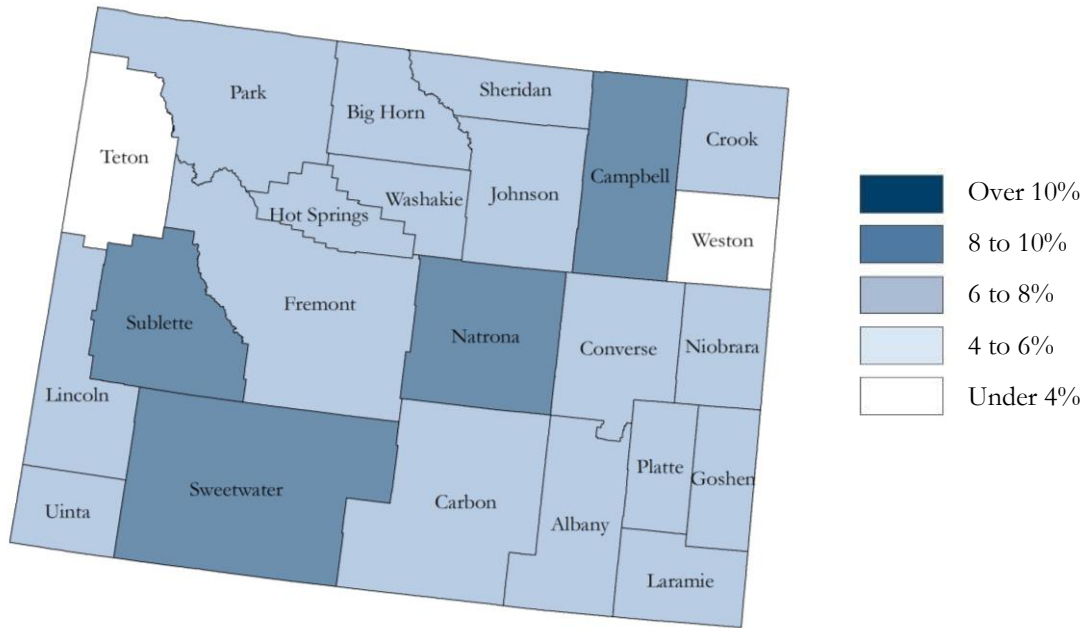 Park
Big Horn
Sheridan
Crook
Teton
Washakie
Johnson
Campbell
Hot Springs
Weston
Fremont
Sublette
Natrona
Converse
Niobrara
Lincoln
Platte
Goshen
Sweetwater
Carbon
Uinta
Albany
Laramie
Over 10%
8 to 10%
6 to 8%
4 to 6%
Under 4%